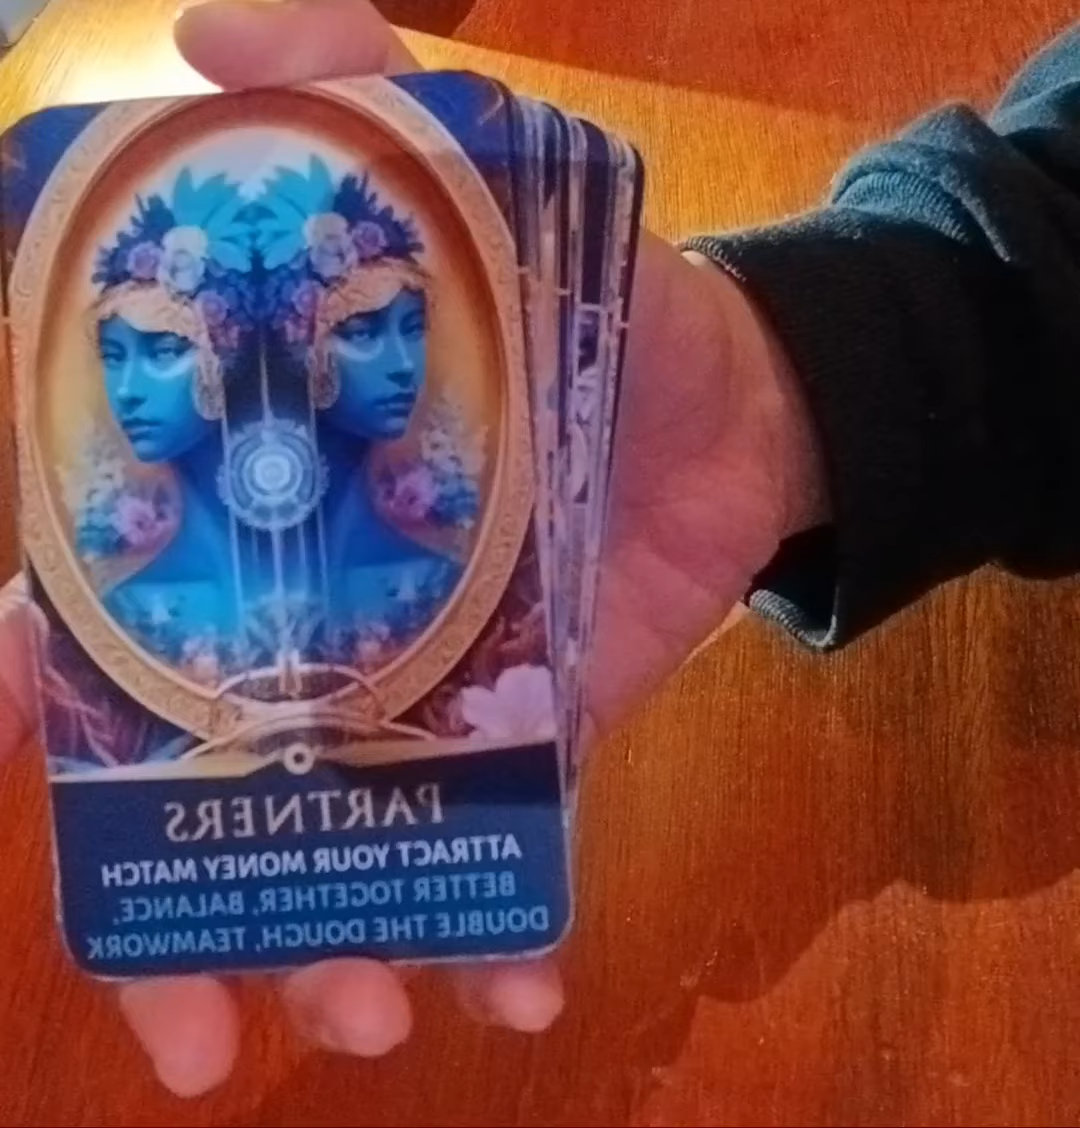 PARTNERS
ATTRACT YOUR MONEY MATCH
BETTER TOGETHER, BALANCE,
DOUBLE THE DOUGH, TEAMWORK